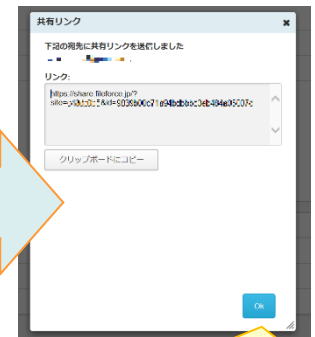 共有リンク
下記の宛先に共有リンクを送信しました
リンク:
https://share.fileforce.jp/?
クリップボードにコピー
Ok